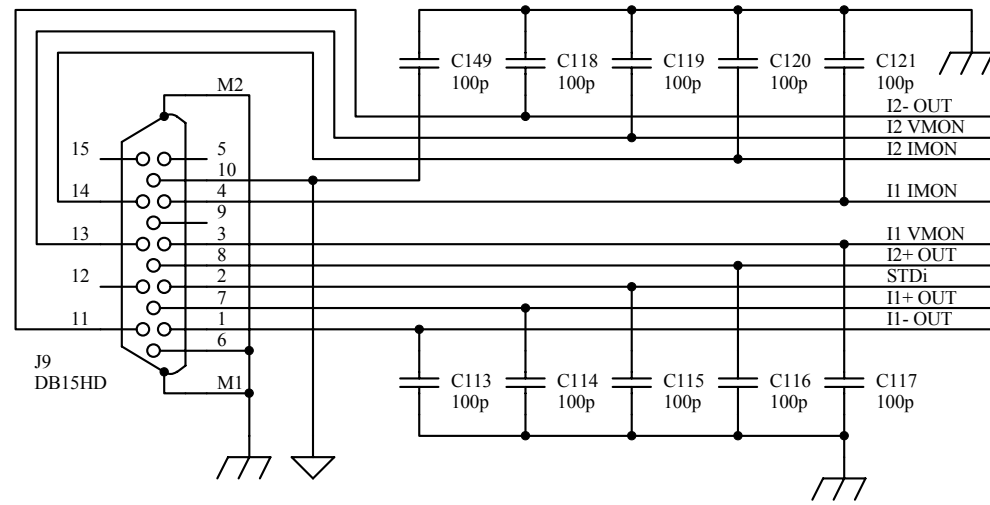 C149
100p
C118
100p
C119
100p
C120
100p
C121
100p
M2
I2- OUT
I2 VMON
I2 IMON
15
5
10
14
4
I1 IMON
9
13
3
I1 VMON
8
I2+ OUT
12
2
STDi
7
I1+ OUT
11
1
I1- OUT
6
J9
DB15HD
M1
C113
100p
C114
100p
C115
100p
C116
100p
C117
100p